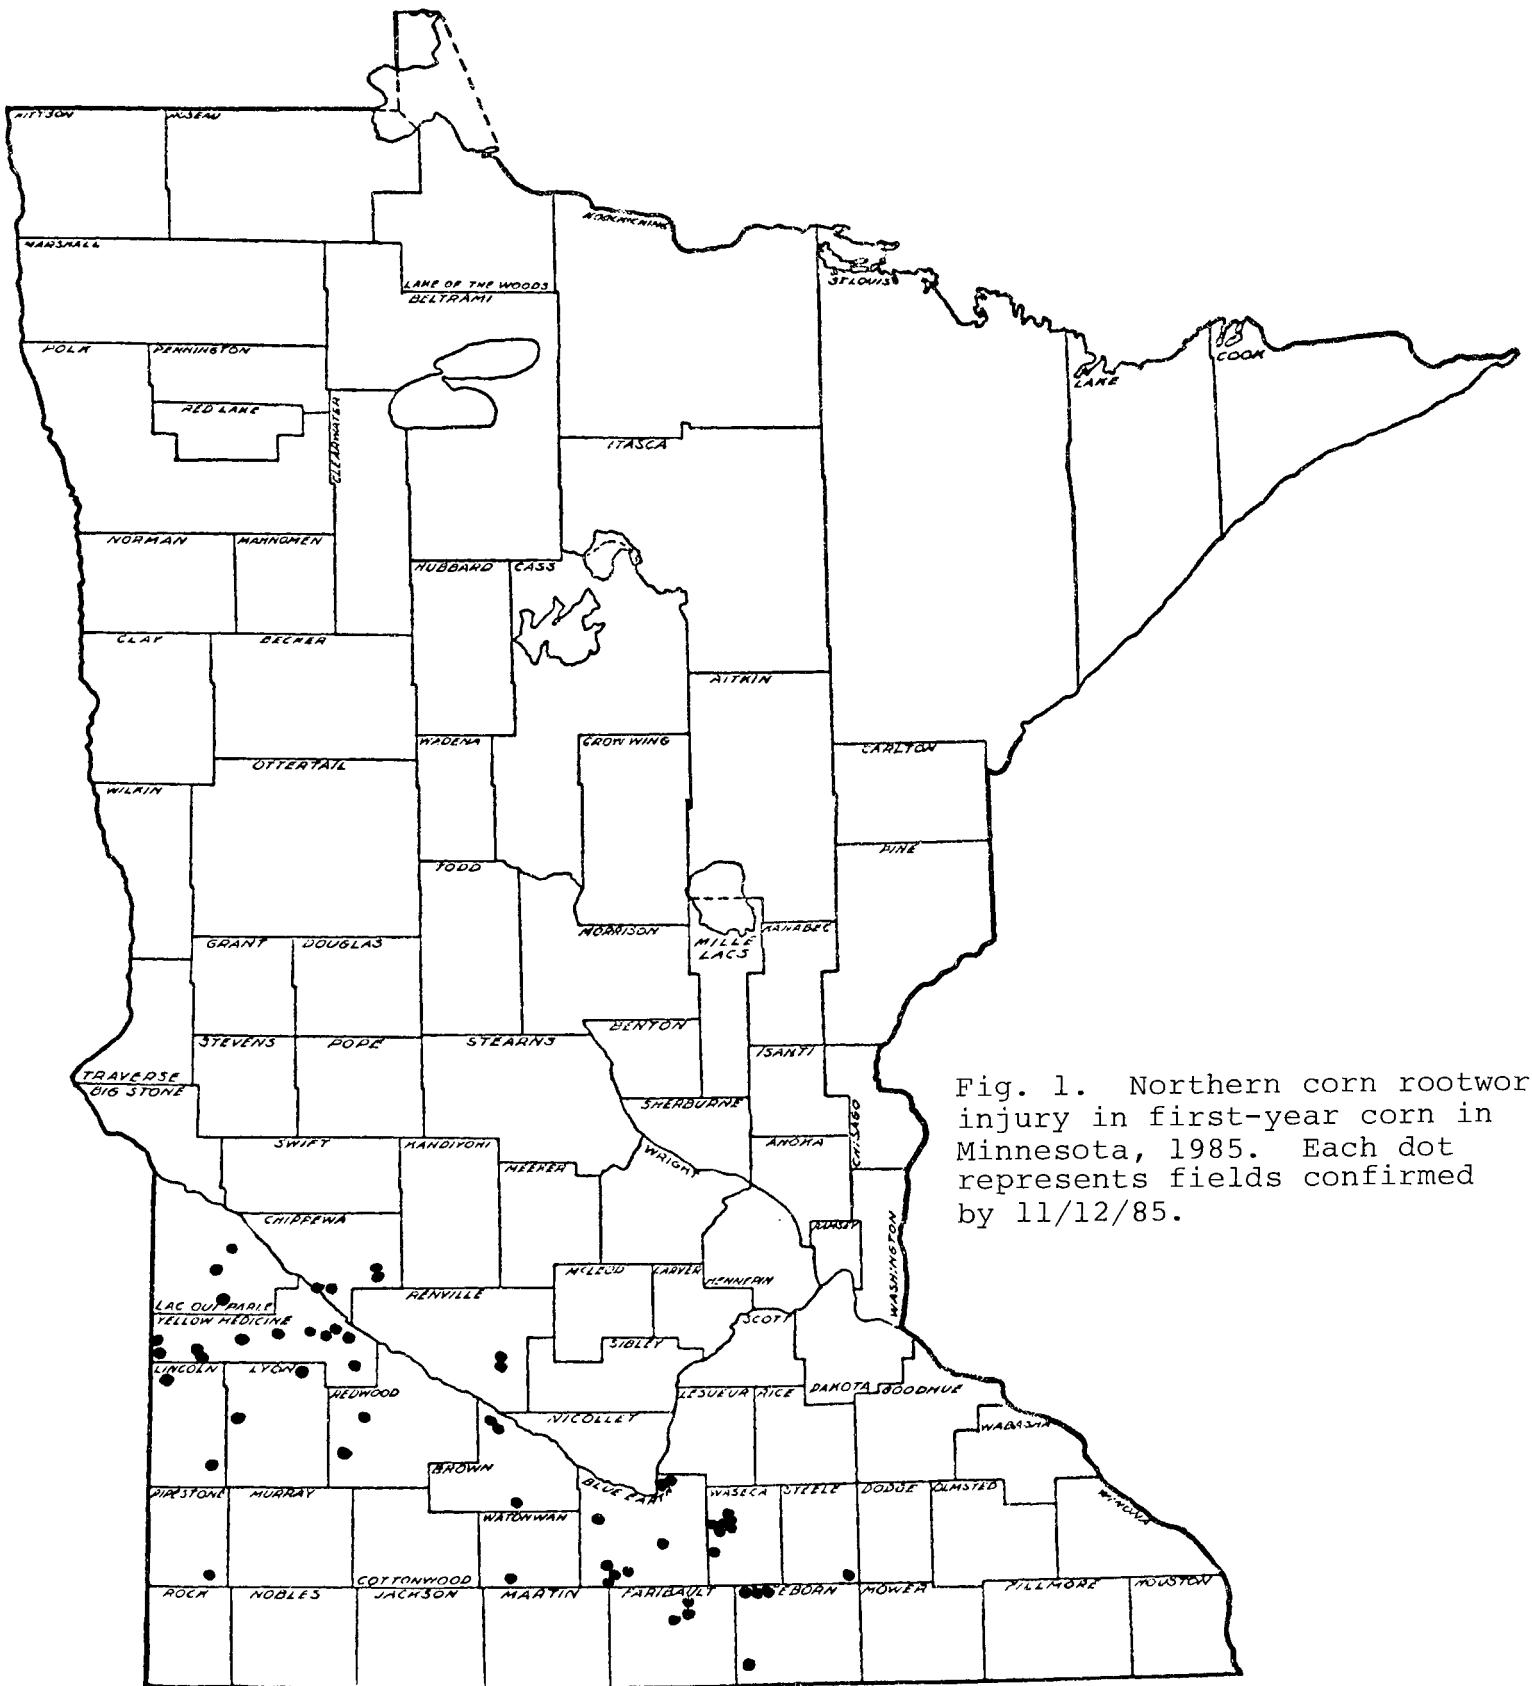 KITTSON
ROSEAU
MARSHALL
LAKE OF THE WOODS
BELTRAMI
KOOCHICHING
ST LOUIS
LAKE
COOK
POLK
PENNINGTON
RED LAKE
CLEARWATER
ITASCA
NORMAN
MAHNOMEN
HUBBARD
CASS
CLAY
BECKER
AITKIN
WADENA
CROW WING
CARLTON
OTTERTAIL
WILKIN
PINE
TODD
MORRISON
MILLE
LACS
KANABEC
GRANT
DOUGLAS
BENTON
STEVENS
POPE
STEARNS
ISANTI
TRAVERSE
BIG STONE
SHERBURNE
CHISAGO
SWIFT
KANDIYOHI
MEEKER
WRIGHT
ANOKA
Fig. 1. Northern corn rootwor
injury in first-year corn in
Minnesota, 1985. Each dot
represents fields confirmed
by 11/12/85.
CHIPPEWA
RAMSEY
WASHINGTON
MCLEOD
CARVER
HENNEPIN
RENVILLE
LAC QUI PARLE
YELLOW MEDICINE
SCOTT
SIBLEY
LINCOLN
LYON
REDWOOD
LESUEUR
RICE
DAKOTA
GOODHUE
NICOLLET
WABASHA
BROWN
BLUE EARTH
PIPESTONE
MURRAY
WASECA
STEELE
DODGE
OLMSTED
WINONA
WATONWAN
COTTONWOOD
ROCK
NOBLES
JACKSON
MARTIN
FARIBAULT
EBORN
MOWER
FILLMORE
HOUSTON